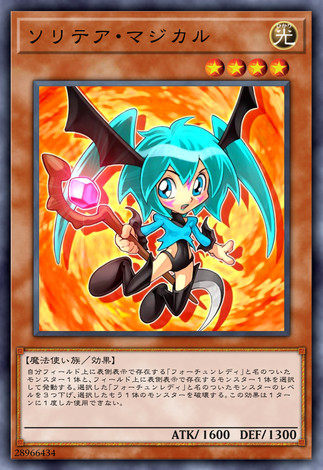 ソリテア・マジカル
光
【魔法使い族／効果】
自分フィールド上に表側表示で存在する「フォーチュンレディ」と名のついた
モンスター１体と、フィールド上に表側表示で存在するモンスター１体を選択
して発動する。選択した「フォーチュンレディ」と名のついたモンスターのレベ
ルを３つ下げ、選択したもう１体のモンスターを破壊する。この効果は１ター
ンに１度しか使用できない。
ATK/1600 DEF/1300
28966434